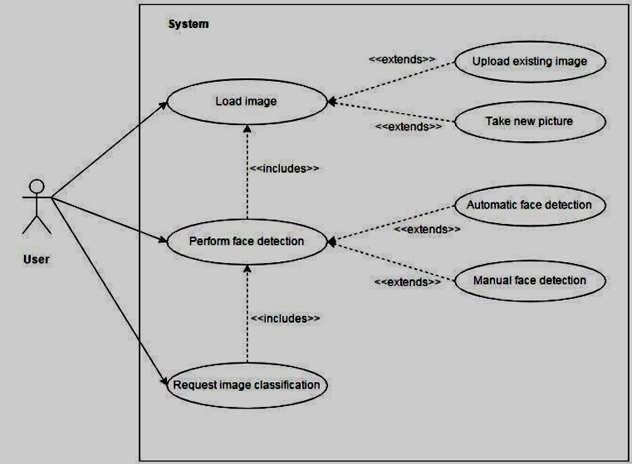 System
<<extends>>
Upload existing image
Load image
<<extends>>
Take new picture
<<includes>>
Automatic face detection
<<extends>>
Perform face detection
User
<<extends>>
Manual face detection
<<includes>>
Request image classification